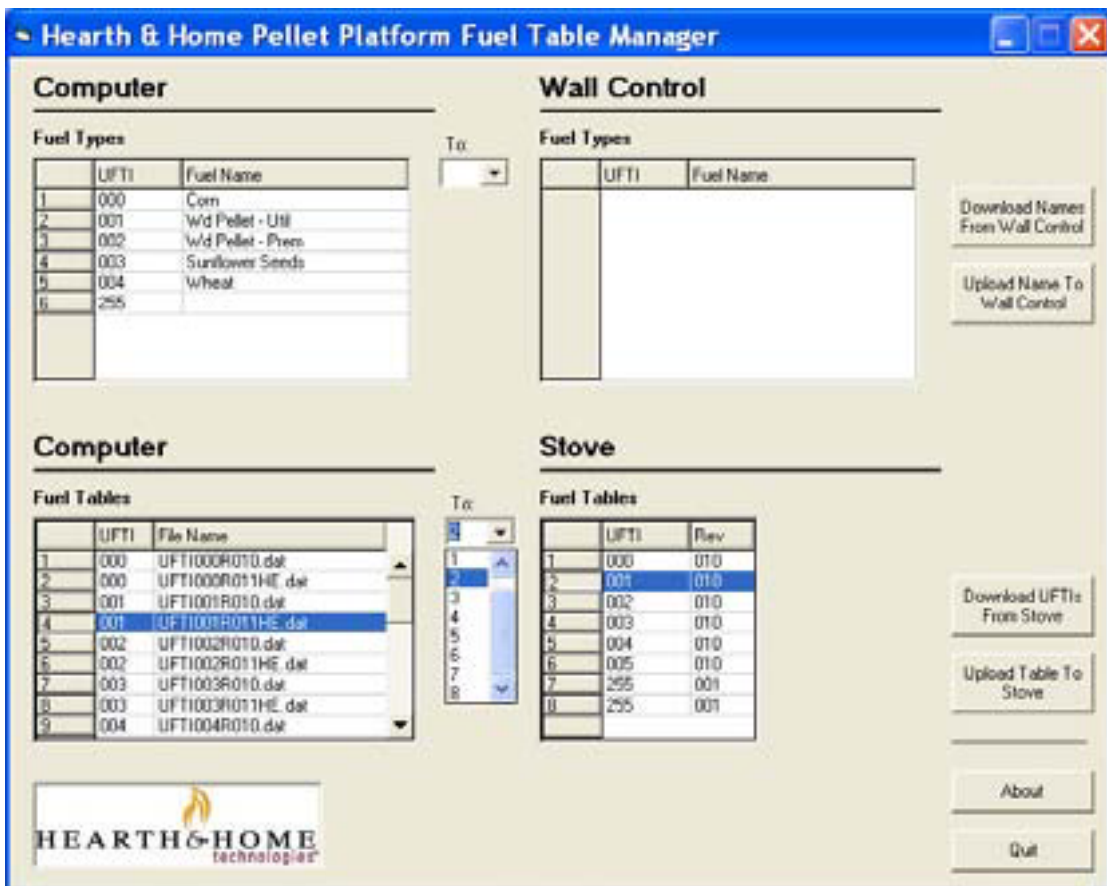 Hearth & Home Pellet Platform Fuel Table Manager
Computer
Fuel Types
UFTI Fuel Name
1 000 Corn
2 001 Wd Pellet - Util
3 002 Wd Pellet - Prem
4 003 Sunflower Seeds
5 004 Wheat
6 255
To:
Wall Control
Fuel Types
UFTI Fuel Name
Download Names
From Wall Control
Upload Name To
Wall Control
Computer
Fuel Tables
UFTI File Name
1 000 UFTI000R010.dat
2 000 UFTI000R011HE.dat
3 001 UFTI001R010.dat
4 001 UFTI001R011HE.dat
5 002 UFTI002R010.dat
6 002 UFTI002R011HE.dat
7 003 UFTI003R010.dat
8 003 UFTI003R011HE.dat
9 004 UFTI004R010.dat
To:
2
1
2
3
4
5
6
7
8
Stove
Fuel Tables
UFTI Rev
1 000 010
2 001 010
3 002 010
4 003 010
5 004 010
6 005 010
7 255 001
8 255 001
Download UFTIs
From Stove
Upload Table To
Stove
About
Quit
HEARTH & HOME
technologies